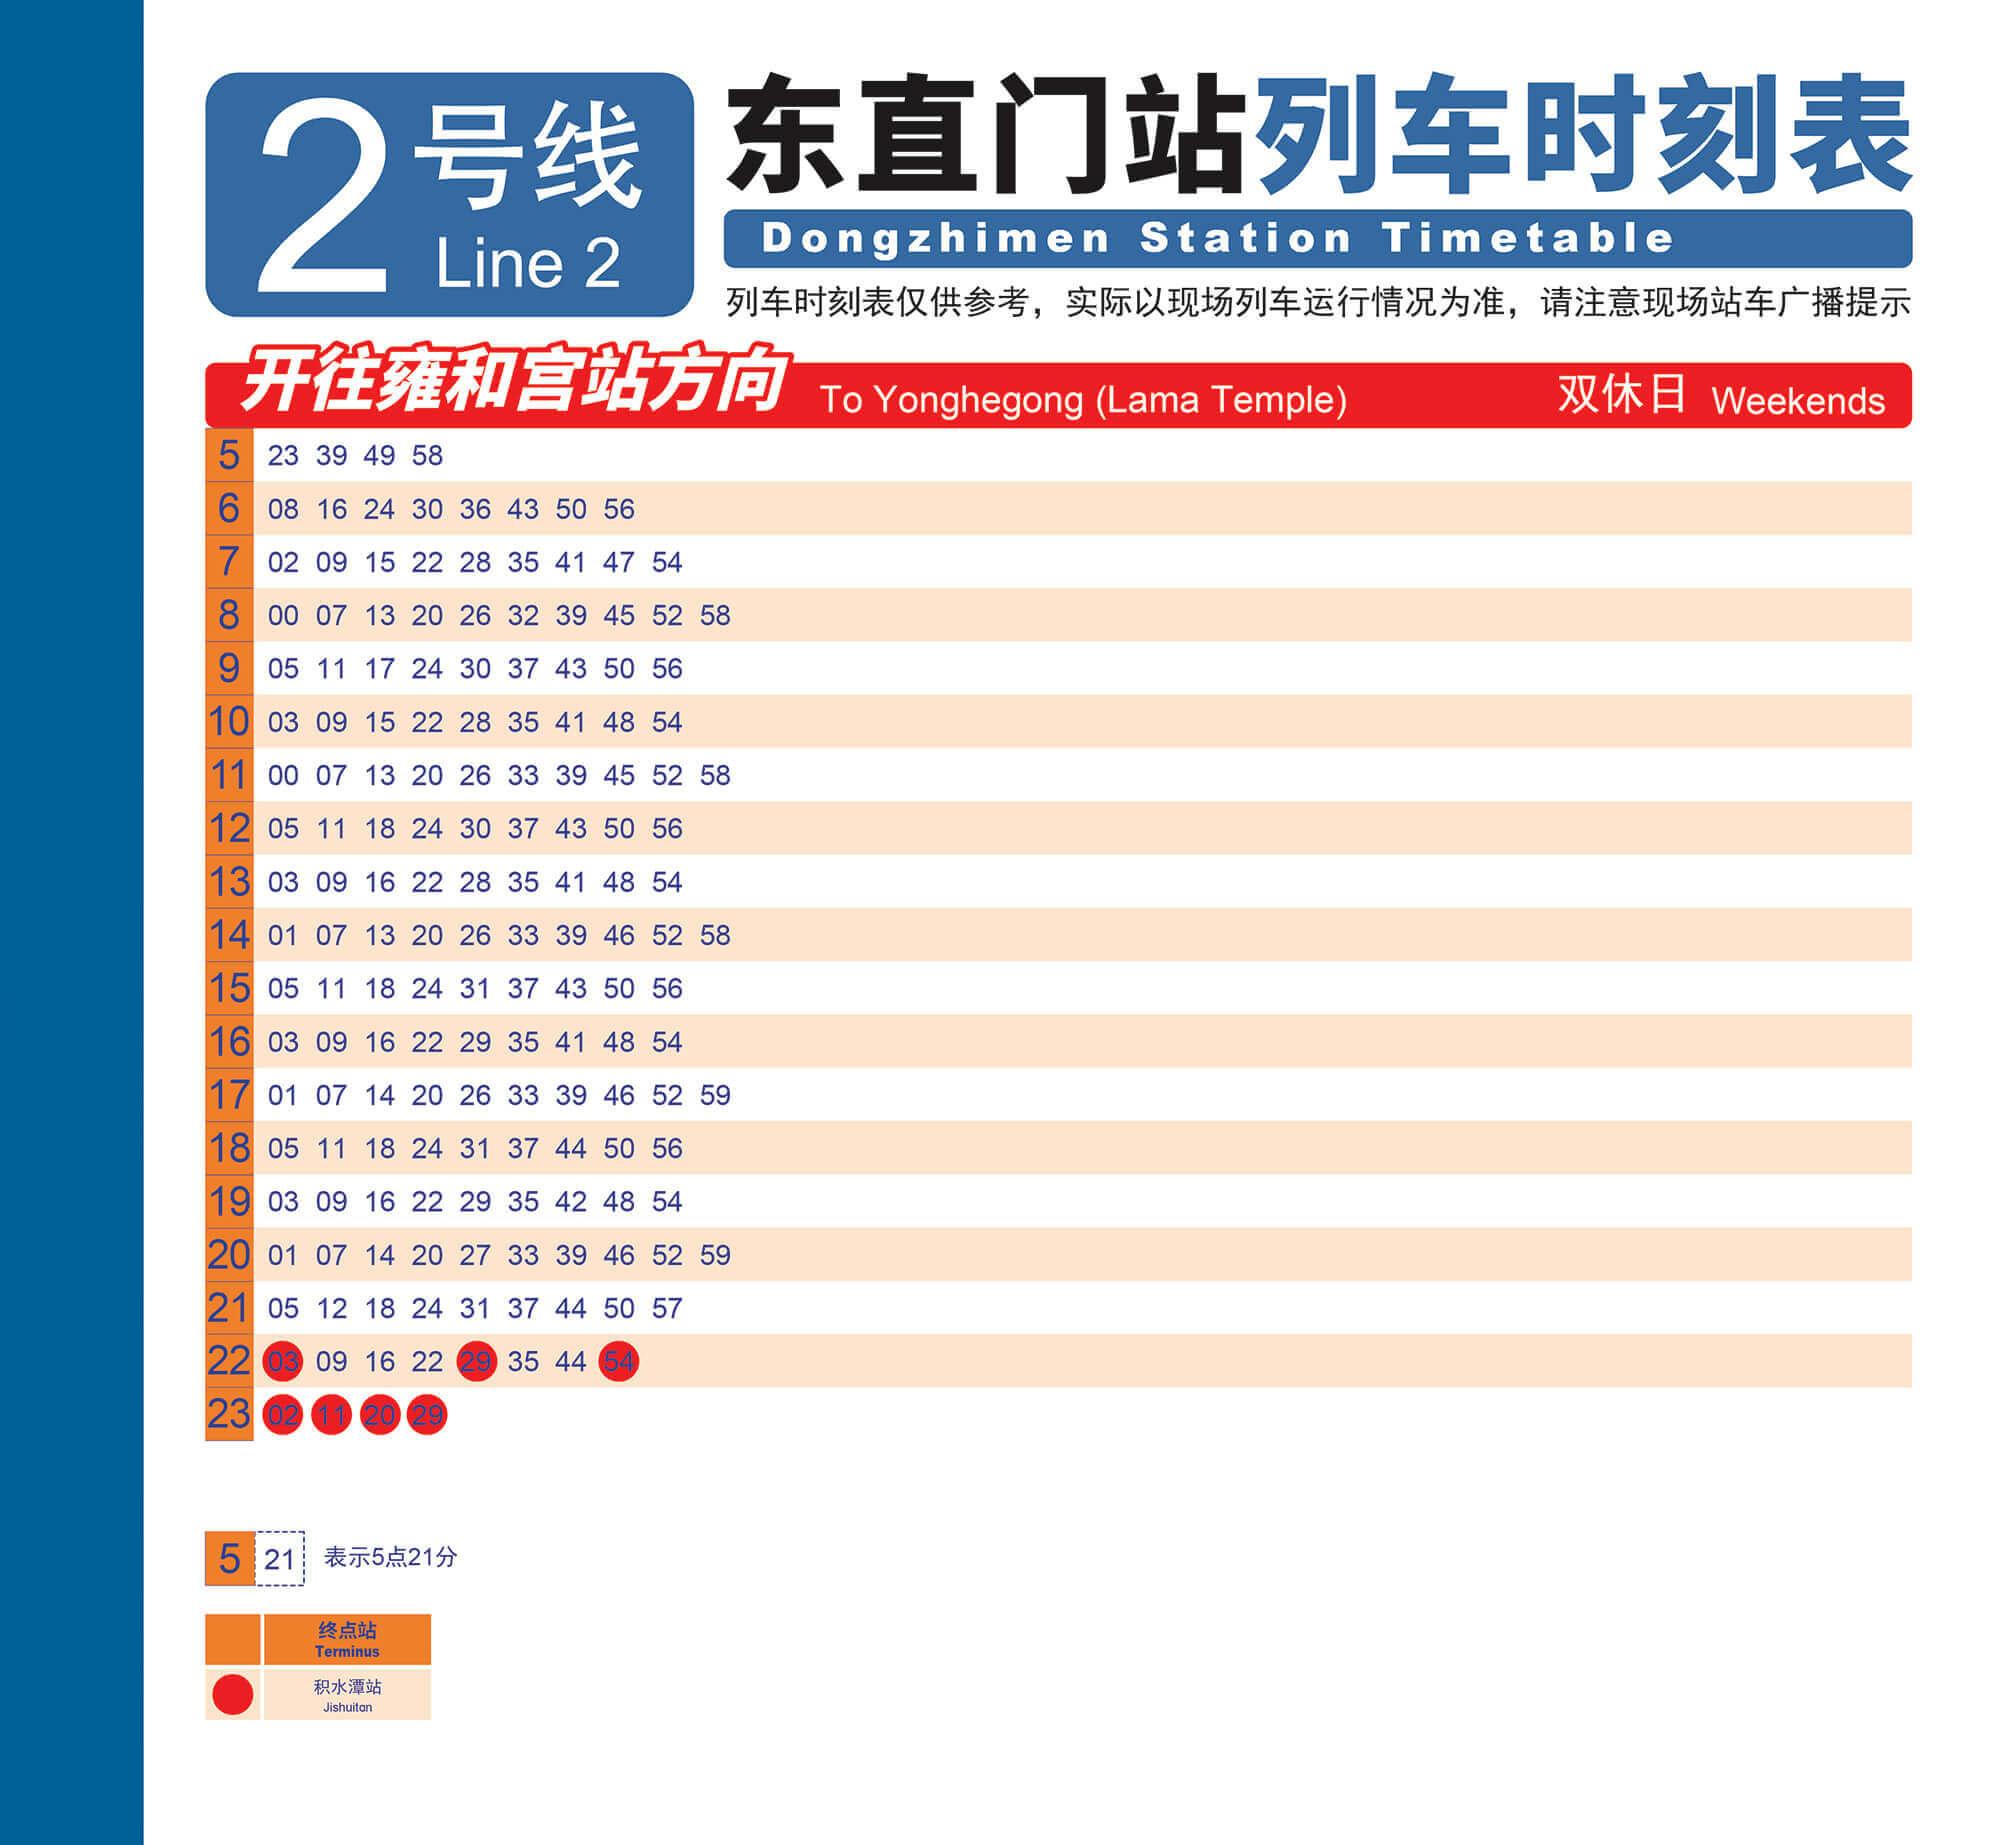 2号线
Line 2
东直门站列车时刻表
Dongzhimen Station Timetable
列车时刻表仅供参考，实际以现场列车运行情况为准，请注意现场站车广播提示
开往雍和宫站方向 To Yonghegong (Lama Temple) 双休日 Weekends
5 23 39 49 58
6 08 16 24 30 36 43 50 56
7 02 09 15 22 28 35 41 47 54
8 00 07 13 20 26 32 39 45 52 58
9 05 11 17 24 30 37 43 50 56
10 03 09 15 22 28 35 41 48 54
11 00 07 13 20 26 33 39 45 52 58
12 05 11 18 24 30 37 43 50 56
13 03 09 16 22 28 35 41 48 54
14 01 07 13 20 26 33 39 46 52 58
15 05 11 18 24 31 37 43 50 56
16 03 09 16 22 29 35 41 48 54
17 01 07 14 20 26 33 39 46 52 59
18 05 11 18 24 31 37 44 50 56
19 03 09 16 22 29 35 42 48 54
20 01 07 14 20 27 33 39 46 52 59
21 05 12 18 24 31 37 44 50 57
22 03 09 16 22 29 35 44 54
23 02 11 20 29
5 21 表示5点21分
终点站
Terminus
积水潭站
Jishuitan